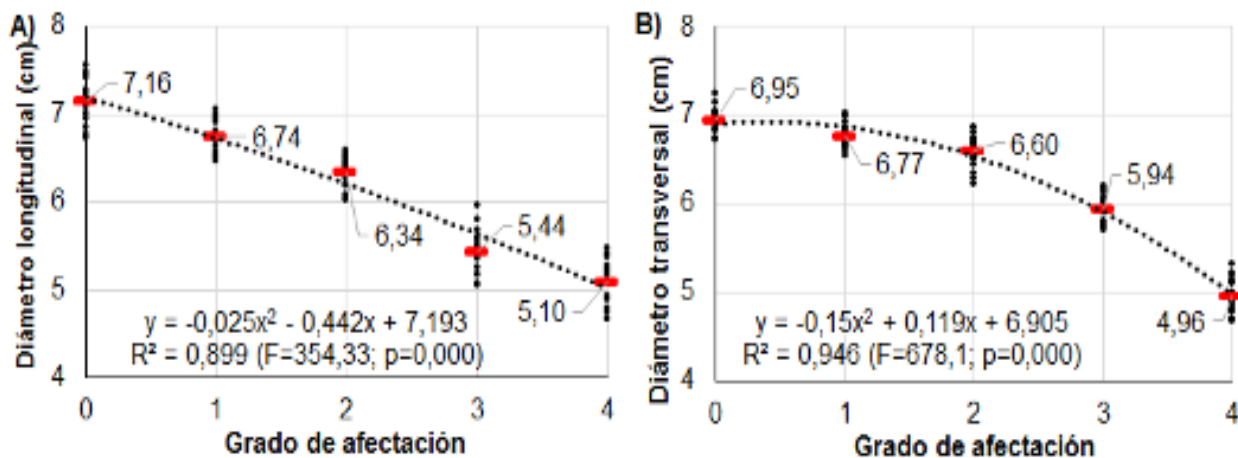 A)
Diámetro longitudinal (cm)
8
7
6
5
4
7,16
6,74
6,34
5,44
5,10
y = -0,025x² - 0,442x + 7,193
R² = 0,899 (F=354,33; p=0,000)
0 1 2 3 4
Grado de afectación
B)
Diámetro transversal (cm)
8
7
6
5
4
6,95
6,77
6,60
5,94
4,96
y = -0,15x² + 0,119x + 6,905
R² = 0,946 (F=678,1; p=0,000)
0 1 2 3 4
Grado de afectación